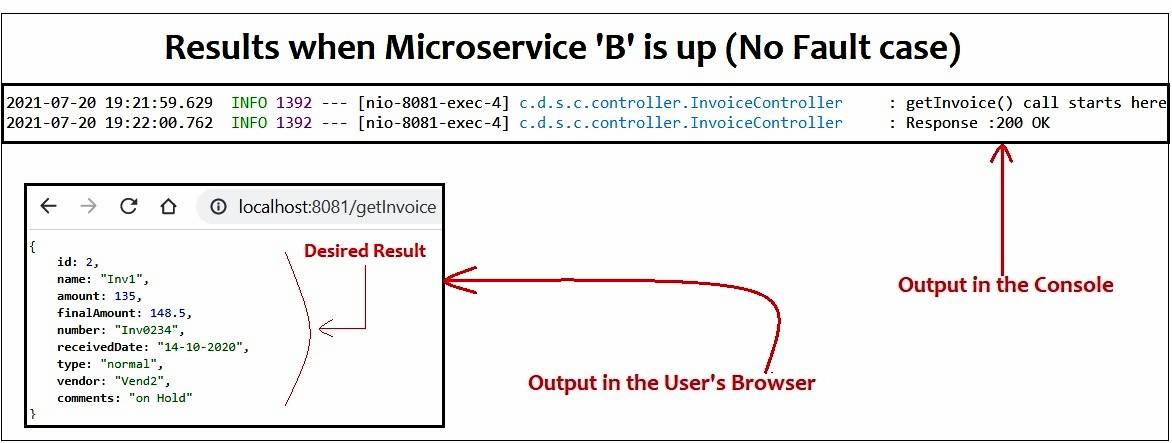 Results when Microservice 'B' is up (No Fault case)
2021-07-20 19:21:59.629  INFO 1392 --- [nio-8081-exec-4] c.d.s.c.controller.InvoiceController     : getInvoice() call starts here
2021-07-20 19:22:00.762  INFO 1392 --- [nio-8081-exec-4] c.d.s.c.controller.InvoiceController     : Response :200 OK
localhost:8081/getInvoice
{
Desired Result
id: 2,
name: "Inv1",
amount: 135,
finalAmount: 148.5,
number: "Inv0234",
receivedDate: "14-10-2020",
type: "normal",
vendor: "Vend2",
comments: "on Hold"
}
Output in the Console
Output in the User's Browser